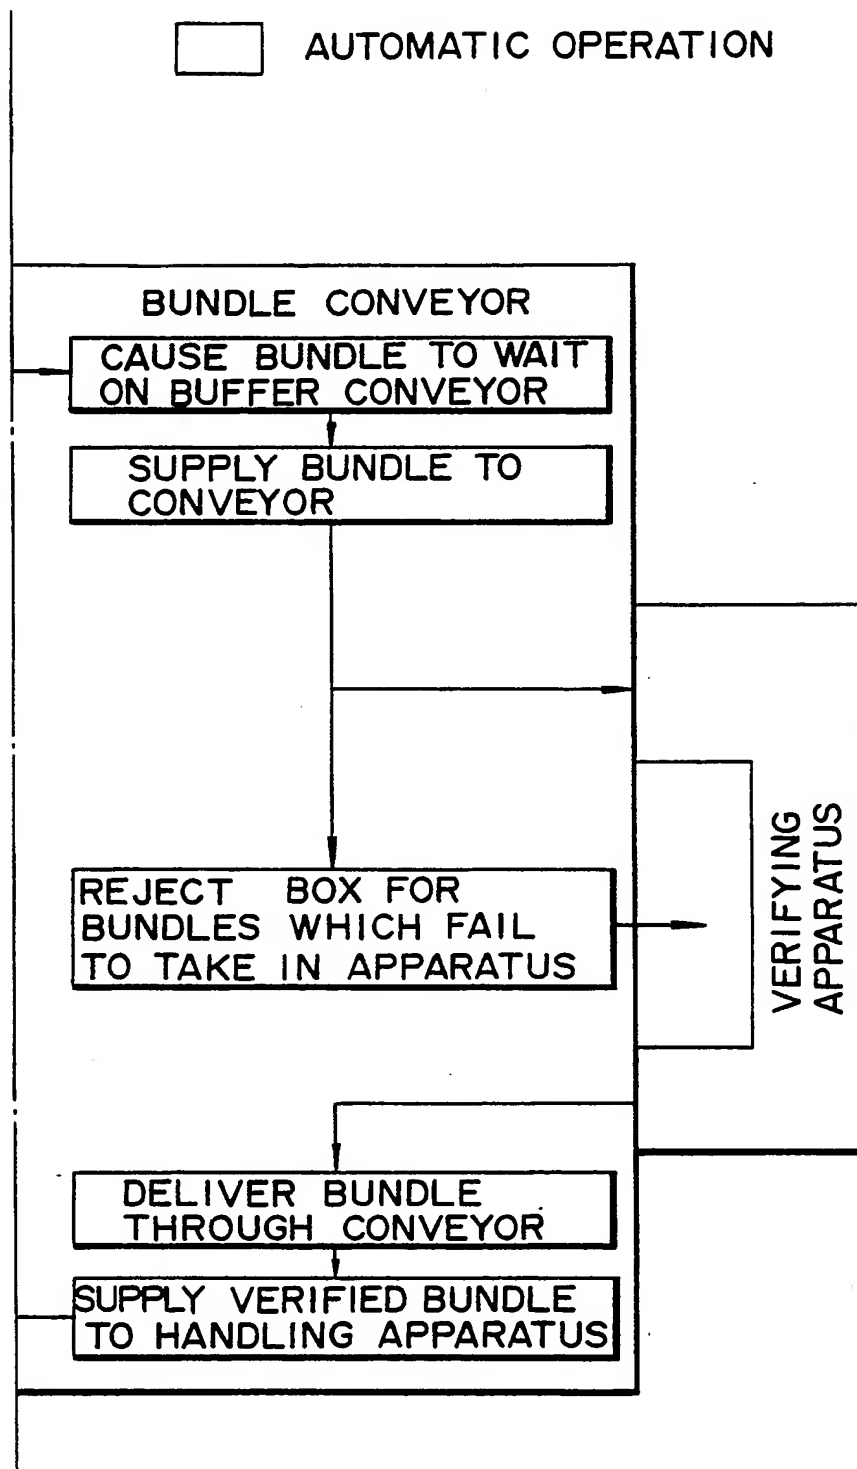 AUTOMATIC OPERATION
BUNDLE CONVEYOR
CAUSE BUNDLE TO WAIT
ON BUFFER CONVEYOR
SUPPLY BUNDLE TO
CONVEYOR
REJECT BOX FOR
BUNDLES WHICH FAIL
TO TAKE IN APPARATUS
VERIFYING
APPARATUS
DELIVER BUNDLE
THROUGH CONVEYOR
SUPPLY VERIFIED BUNDLE
TO HANDLING APPARATUS